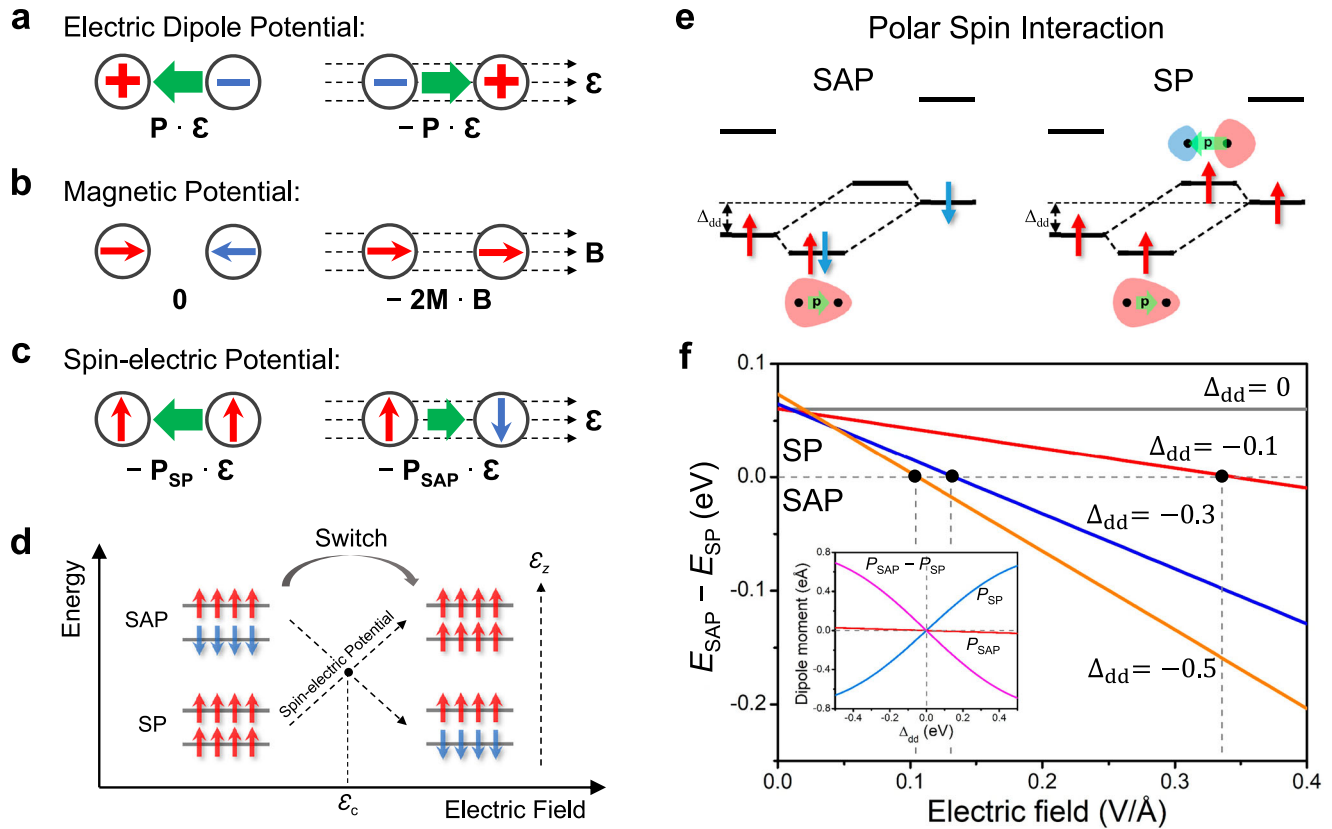 a
Electric Dipole Potential:
+ − − + ε
P · ε − P · ε
b
Magnetic Potential:
B
0 − 2M · B
c
Spin-electric Potential:
ε
− P_SP · ε − P_SAP · ε
d
Switch
ε_z
Energy
SAP
Spin-electric Potential
SP
ε_c
Electric Field
e
Polar Spin Interaction
SAP SP
p
Δ_dd Δ_dd
p p
f
0.1
Δ_dd = 0
SP
Δ_dd = −0.1
0.0
SAP
Δ_dd = −0.3
E_SAP − E_SP (eV)
-0.1
0.8
P_SAP − P_SP
P_SP
0.4
Dipole moment (eÅ)
0.0
P_SAP
-0.4
Δ_dd = −0.5
-0.8
-0.4 -0.2 0.0 0.2 0.4
Δ_dd (eV)
-0.2
0.0 0.1 0.2 0.3 0.4
Electric field (V/Å)